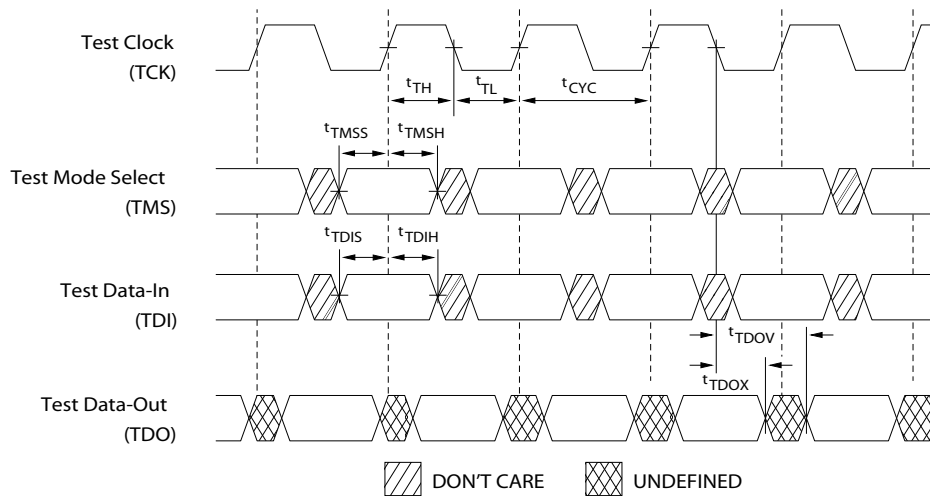 Test Clock
(TCK)
tTH
tTL
tCYC
tTMSS
tTMSH
Test Mode Select
(TMS)
tTDIS
tTDIH
Test Data-In
(TDI)
tTDOV
tTDOX
Test Data-Out
(TDO)
DON'T CARE
UNDEFINED